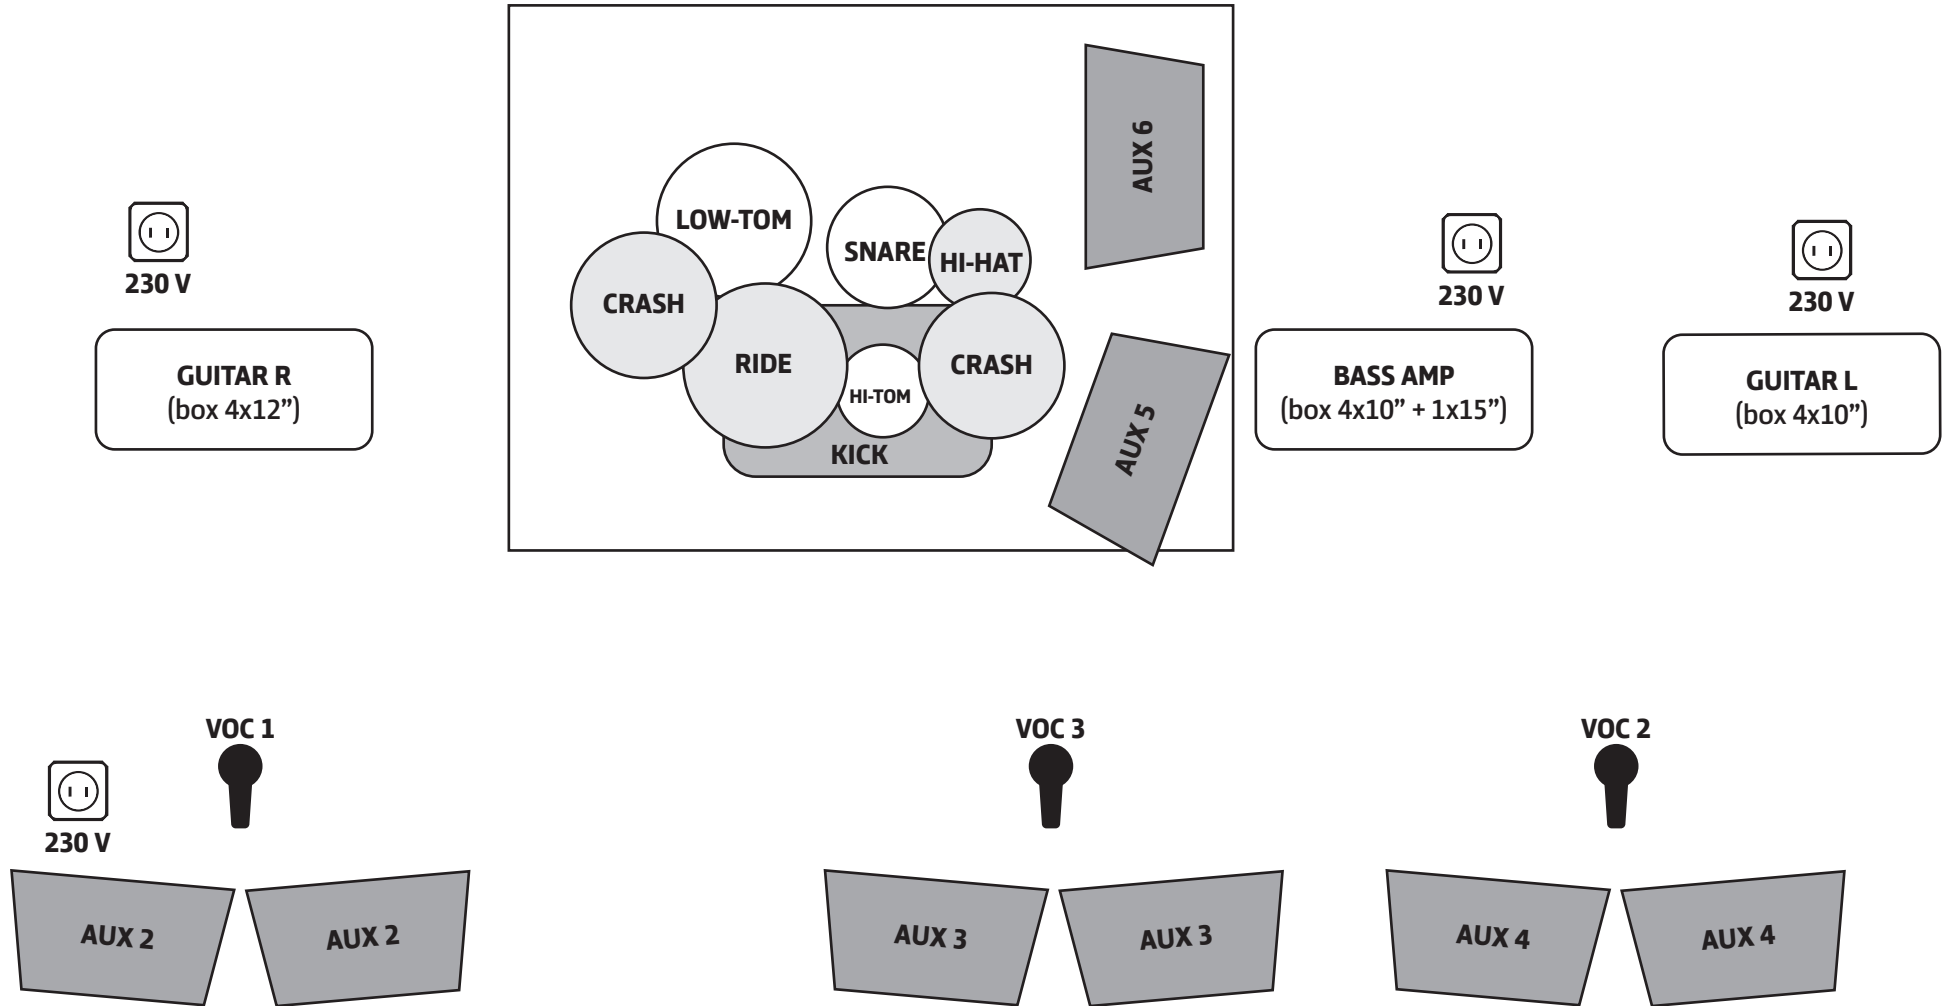 AUX 6
LOW-TOM
SNARE
HI-HAT
230 V
230 V
230 V
CRASH
RIDE
CRASH
HI-TOM
KICK
AUX 5
GUITAR R
(box 4x12”)
BASS AMP
(box 4x10” + 1x15”)
GUITAR L
(box 4x10”)
VOC 1
VOC 3
VOC 2
230 V
AUX 2
AUX 2
AUX 3
AUX 3
AUX 4
AUX 4